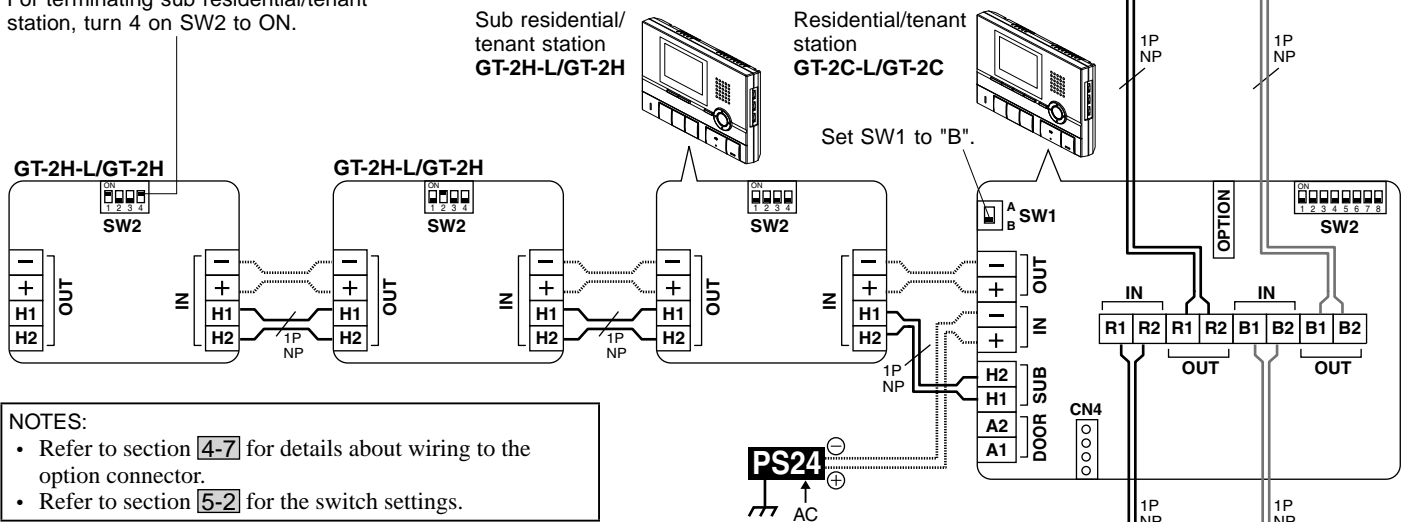 For terminating sub residential/tenant
station, turn 4 on SW2 to ON.
Sub residential/
tenant station
GT-2H-L/GT-2H
Residential/tenant
station
GT-2C-L/GT-2C
1P
NP
1P
NP
Set SW1 to "B".
GT-2H-L/GT-2H
ON
1 2 3 4
SW2
−
+
H1
H2
OUT
IN
−
+
H1
H2
1P
NP
GT-2H-L/GT-2H
ON
1 2 3 4
SW2
−
+
H1
H2
OUT
IN
−
+
H1
H2
1P
NP
ON
1 2 3 4
SW2
−
+
H1
H2
OUT
IN
−
+
H1
H2
1P
NP
A
B
SW1
OPTION
ON
1 2 3 4 5 6 7 8
SW2
−
+
OUT
−
+
IN
H2
H1
SUB
A2
A1
DOOR
CN4
IN
IN
R1 R2 R1 R2 B1 B2 B1 B2
OUT
OUT
1P
NP
1P
NP
PS24
⊖
⊕
AC
NOTES:
• Refer to section 4-7 for details about wiring to the
option connector.
• Refer to section 5-2 for the switch settings.